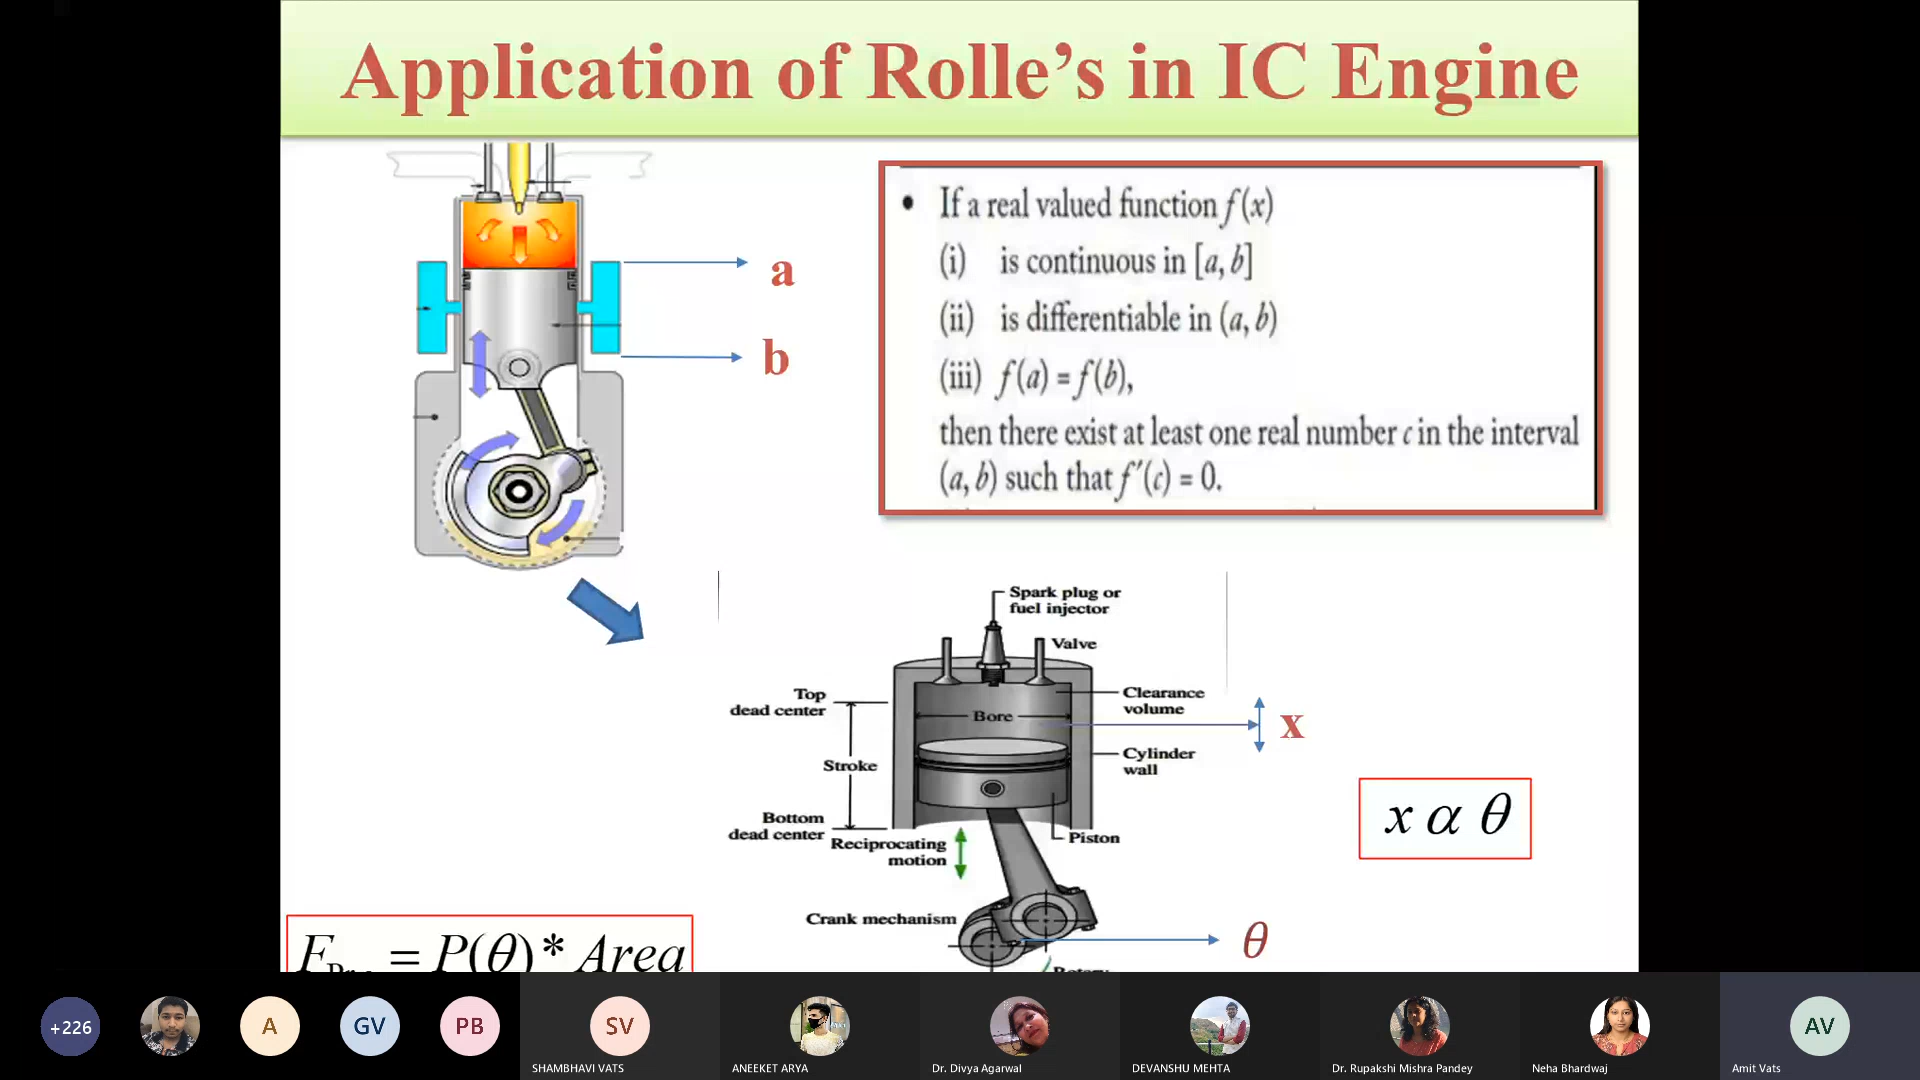 Application of Rolle’s in IC Engine
a
b
• If a real valued function f(x)
(i) is continuous in [a, b]
(ii) is differentiable in (a, b)
(iii) f(a) = f(b),
then there exist at least one real number c in the interval
(a, b) such that f′(c) = 0.
Spark plug or
fuel injector
Valve
Top
dead center
Clearance
volume
Bore
x
Cylinder
wall
Stroke
x α θ
Bottom
dead center
Piston
Reciprocating
motion
Crank mechanism
θ
= P(θ) * Area
+226
A
GV
PB
SV
SHAMBHAVI VATS
ANEEKET ARYA
Dr. Divya Agarwal
DEVANSHU MEHTA
Dr. Rupakshi Mishra Pandey
Neha Bhardwaj
AV
Amit Vats